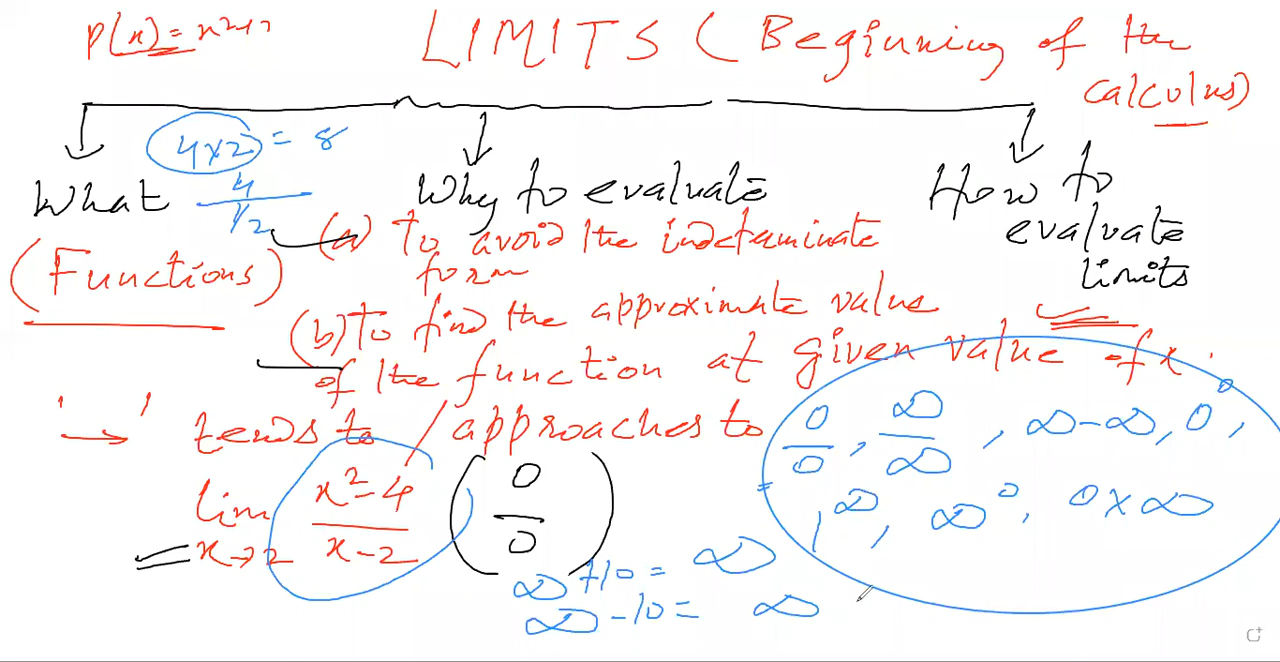 P(x) = x²+7
LIMITS ( Beginning of the
calculus)
4×2 = 8
4
1/2
What
(Functions)
Why to evaluate
(a) To avoid the indeterminate
form
(b) To find the approximate value
of the function at given value of x.
How to
evaluate
limits
' → ' tends to / approaches to
lim x→2 x²-4 / x-2 (0/0)
= 0/0, ∞/∞, ∞-∞, 0⁰,
1^∞, ∞⁰, 0×∞
∞+10 = ∞
∞-10 = ∞